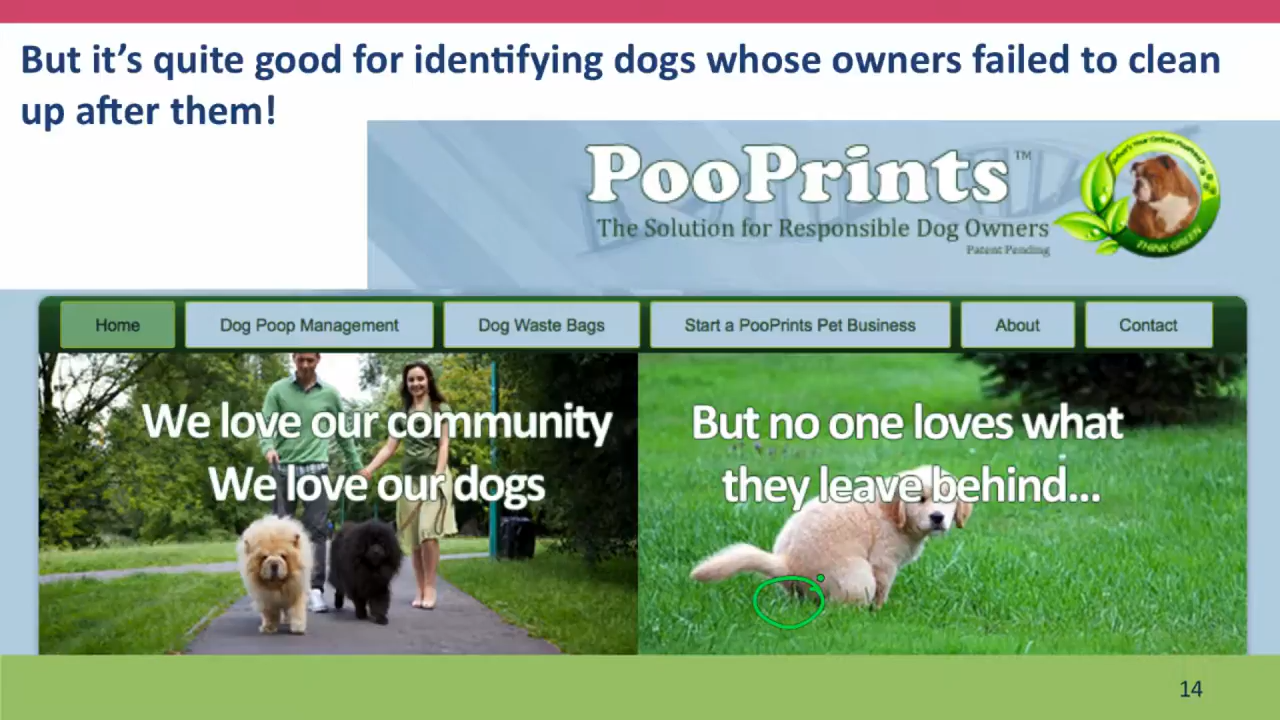 But it's quite good for identifying dogs whose owners failed to clean
up after them!
PooPrints™
The Solution for Responsible Dog Owners
Patent Pending
THINK GREEN
Home
Dog Poop Management
Dog Waste Bags
Start a PooPrints Pet Business
About
Contact
We love our community
We love our dogs
But no one loves what
they leave behind...
14